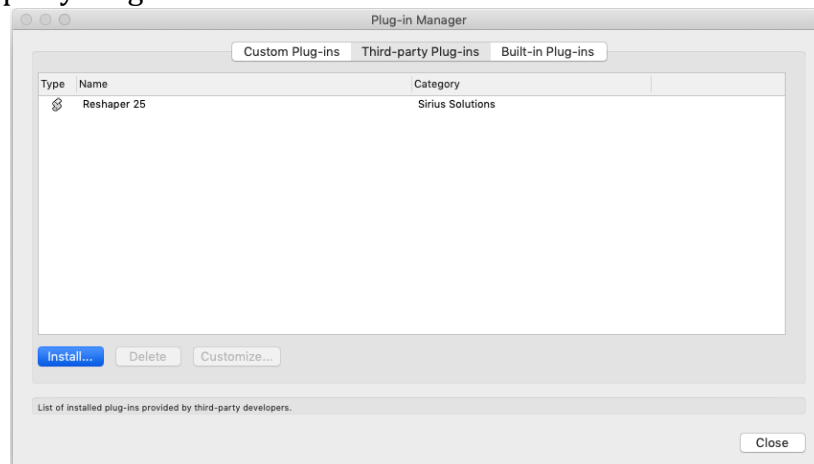 Plug-in Manager
Custom Plug-ins Third-party Plug-ins Built-in Plug-ins
Type Name Category
Reshaper 25 Sirius Solutions
Install... Delete Customize...
List of installed plug-ins provided by third-party developers.
Close